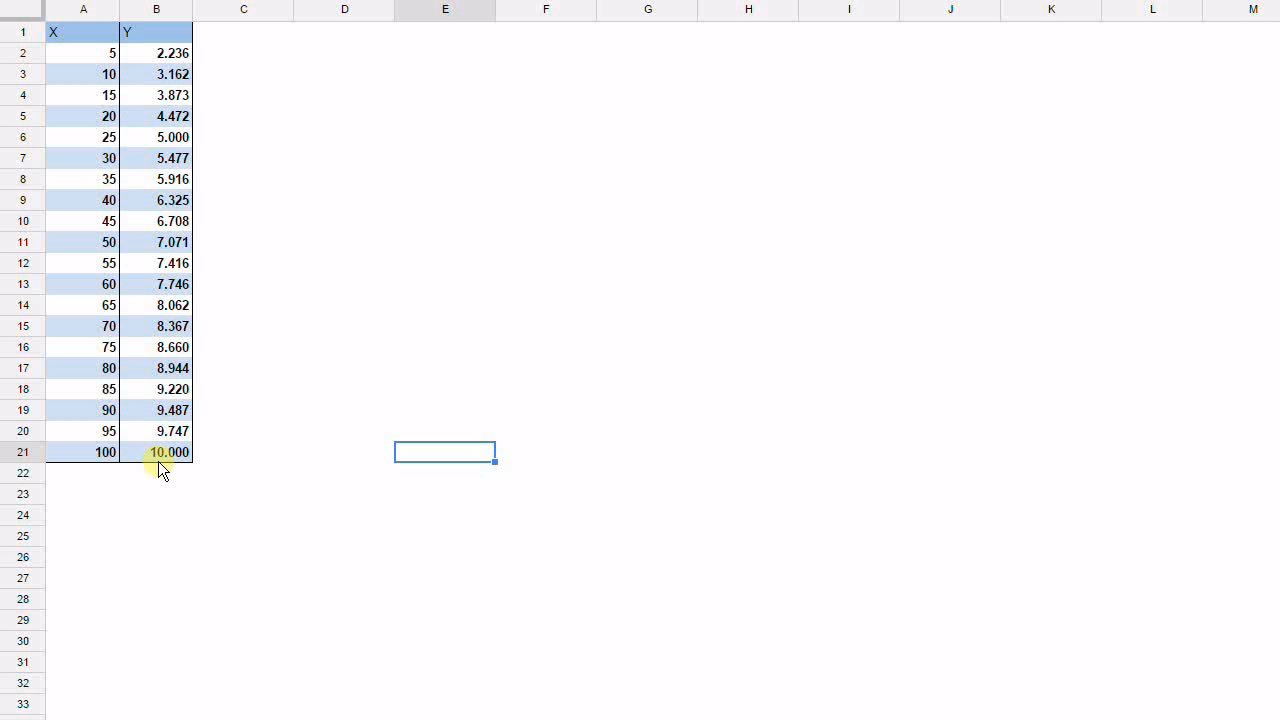 A B C D E F G H I J K L M
1 X Y
2 5 2.236
3 10 3.162
4 15 3.873
5 20 4.472
6 25 5.000
7 30 5.477
8 35 5.916
9 40 6.325
10 45 6.708
11 50 7.071
12 55 7.416
13 60 7.746
14 65 8.062
15 70 8.367
16 75 8.660
17 80 8.944
18 85 9.220
19 90 9.487
20 95 9.747
21 100 10.000
22
23
24
25
26
27
28
29
30
31
32
33